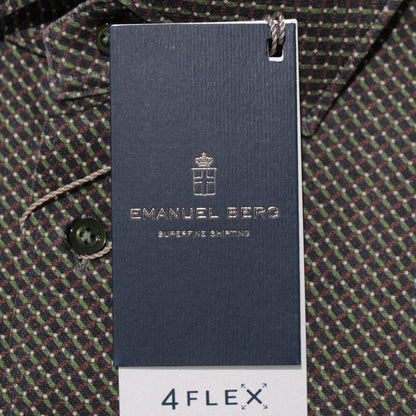 EMANUEL BERG
SUPERFINE SHIRTING
4FLEX